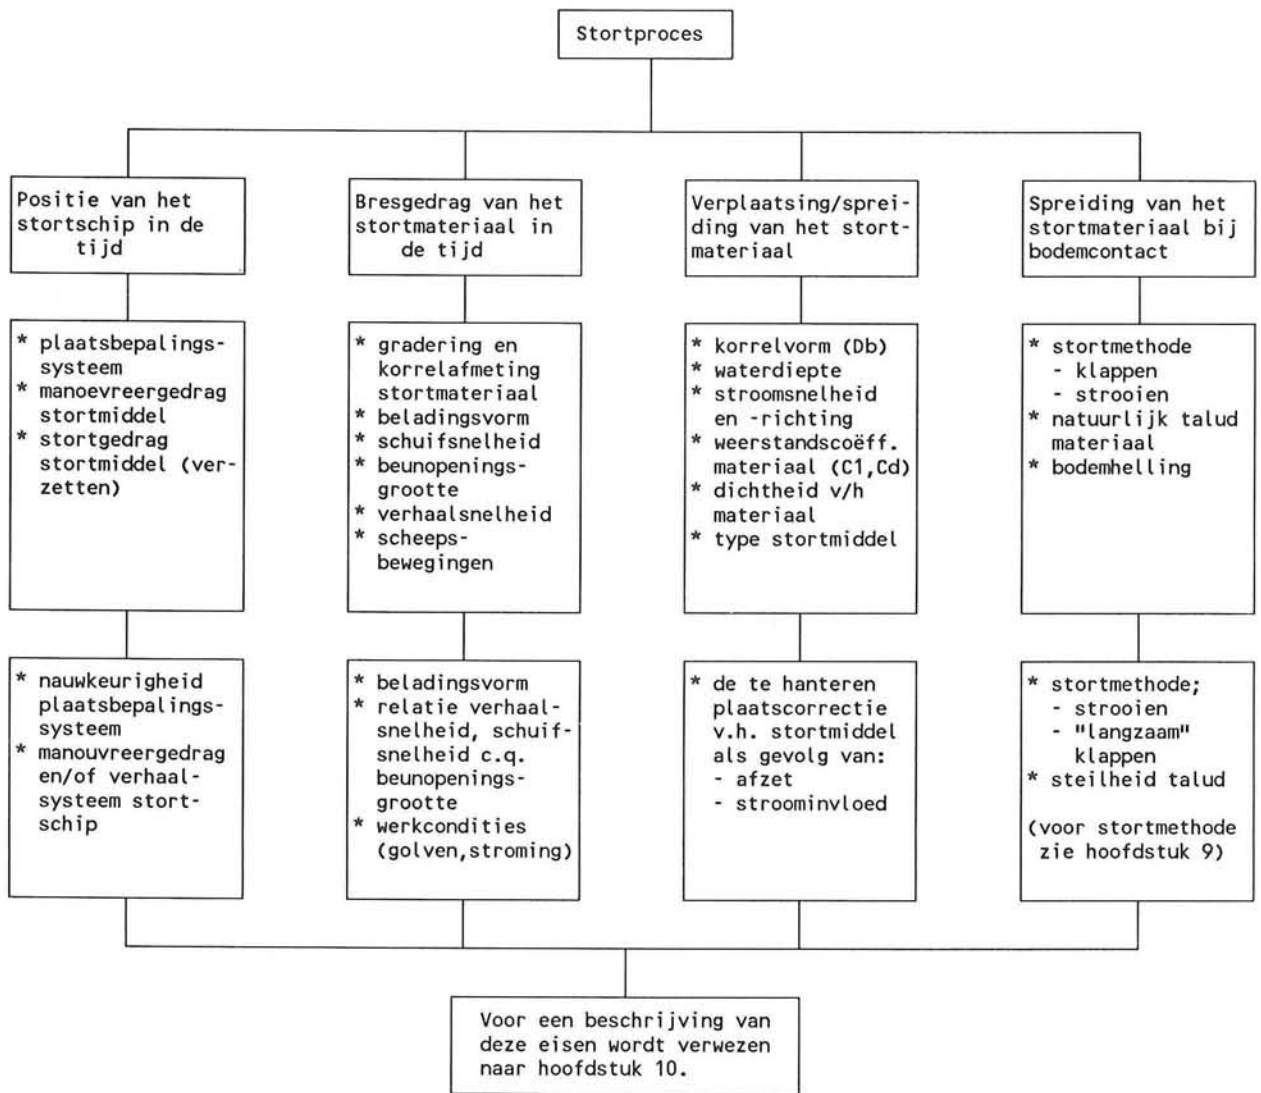 Stortproces
Positie van het
stortschip in de
tijd
Bresgedrag van het
stortmateriaal in
de tijd
Verplaatsing/sprei-
ding van het stort-
materiaal
Spreiding van het
stortmateriaal bij
bodemcontact
* plaatsbepalings-
systeem
* manoevreergedrag
stortmiddel
* stortgedrag
stortmiddel (ver-
zetten)
* gradering en
korrelafmeting
stortmateriaal
* beladingsvorm
* schuifsnelheid
* beunopenings-
grootte
* verhaalsnelheid
* scheeps-
bewegingen
* korrelvorm (Db)
* waterdiepte
* stroomsnelheid
en -richting
* weerstandscoëff.
materiaal (C1,Cd)
* dichtheid v/h
materiaal
* type stortmiddel
* stortmethode
- klappen
- strooien
* natuurlijk talud
materiaal
* bodemhelling
* nauwkeurigheid
plaatsbepalings-
systeem
* manouvreergedrag
en/of verhaal-
systeem stort-
schip
* beladingsvorm
* relatie verhaal-
snelheid, schuif-
snelheid c.q.
beunopenings-
grootte
* werkcondities
(golven,stroming)
* de te hanteren
plaatscorrectie
v.h. stortmiddel
als gevolg van:
- afzet
- stroominvloed
* stortmethode;
- strooien
- "langzaam"
klappen
* steilheid talud
(voor stortmethode
zie hoofdstuk 9)
Voor een beschrijving van
deze eisen wordt verwezen
naar hoofdstuk 10.